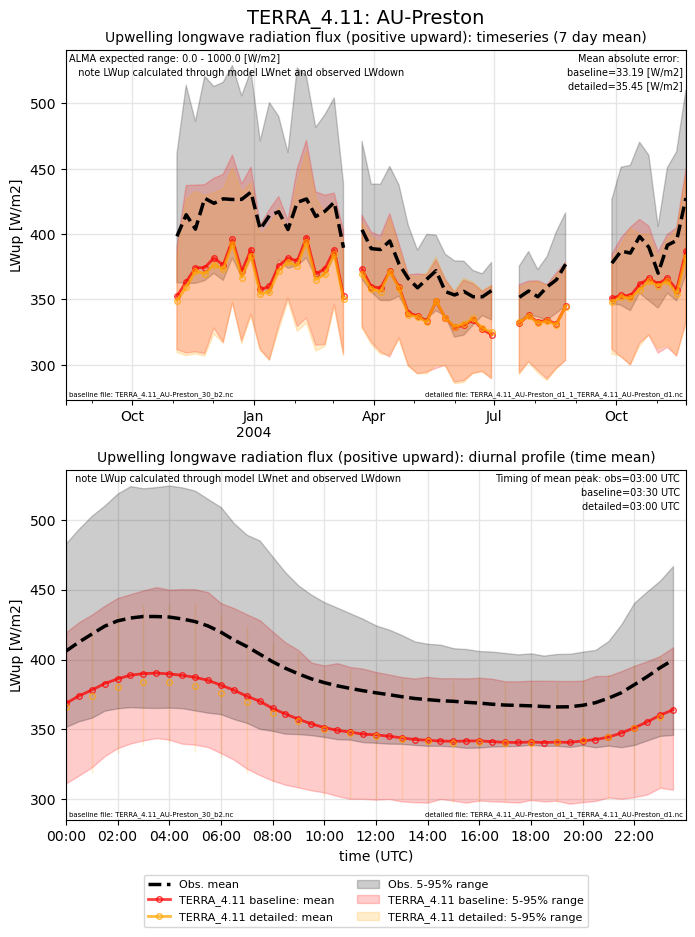 TERRA_4.11: AU-Preston
Upwelling longwave radiation flux (positive upward): timeseries (7 day mean)
ALMA expected range: 0.0 - 1000.0 [W/m2]
note LWup calculated through model LWnet and observed LWdown
Mean absolute error:
baseline=33.19 [W/m2]
detailed=35.45 [W/m2]
LWup [W/m2]
500
450
400
350
300
baseline file: TERRA_4.11_AU-Preston_30_b2.nc
detailed file: TERRA_4.11_AU-Preston_d1_1_TERRA_4.11_AU-Preston_d1.nc
Oct
Jan
2004
Apr
Jul
Oct
Upwelling longwave radiation flux (positive upward): diurnal profile (time mean)
note LWup calculated through model LWnet and observed LWdown
Timing of mean peak: obs=03:00 UTC
baseline=03:30 UTC
detailed=03:00 UTC
LWup [W/m2]
500
450
400
350
300
baseline file: TERRA_4.11_AU-Preston_30_b2.nc
detailed file: TERRA_4.11_AU-Preston_d1_1_TERRA_4.11_AU-Preston_d1.nc
00:00
02:00
04:00
06:00
08:00
10:00
12:00
14:00
16:00
18:00
20:00
22:00
time (UTC)
Obs. mean
TERRA_4.11 baseline: mean
TERRA_4.11 detailed: mean
Obs. 5-95% range
TERRA_4.11 baseline: 5-95% range
TERRA_4.11 detailed: 5-95% range